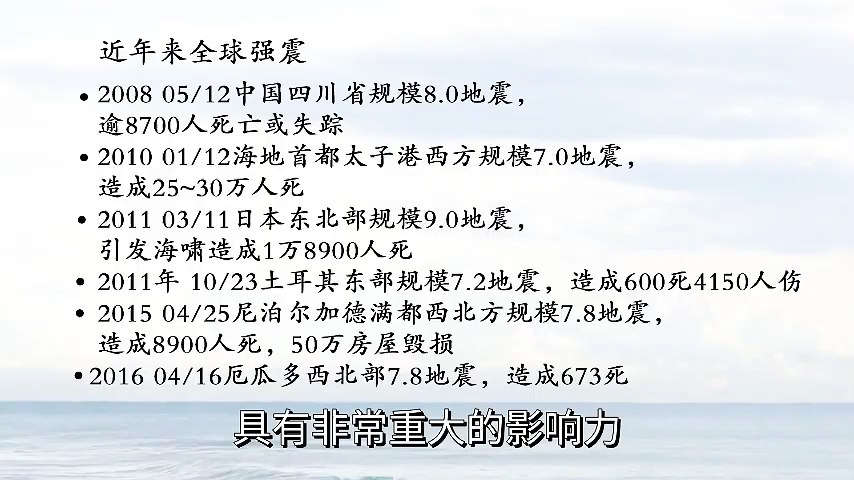 近年来全球强震
• 2008 05/12中国四川省规模8.0地震，
逾8700人死亡或失踪
• 2010 01/12海地首都太子港西方规模7.0地震，
造成25~30万人死
• 2011 03/11日本东北部规模9.0地震，
引发海啸造成1万8900人死
• 2011年 10/23土耳其东部规模7.2地震，造成600死4150人伤
• 2015 04/25尼泊尔加德满都西北方规模7.8地震，
造成8900人死，50万房屋毁损
• 2016 04/16厄瓜多西北部7.8地震，造成673死
具有非常重大的影响力